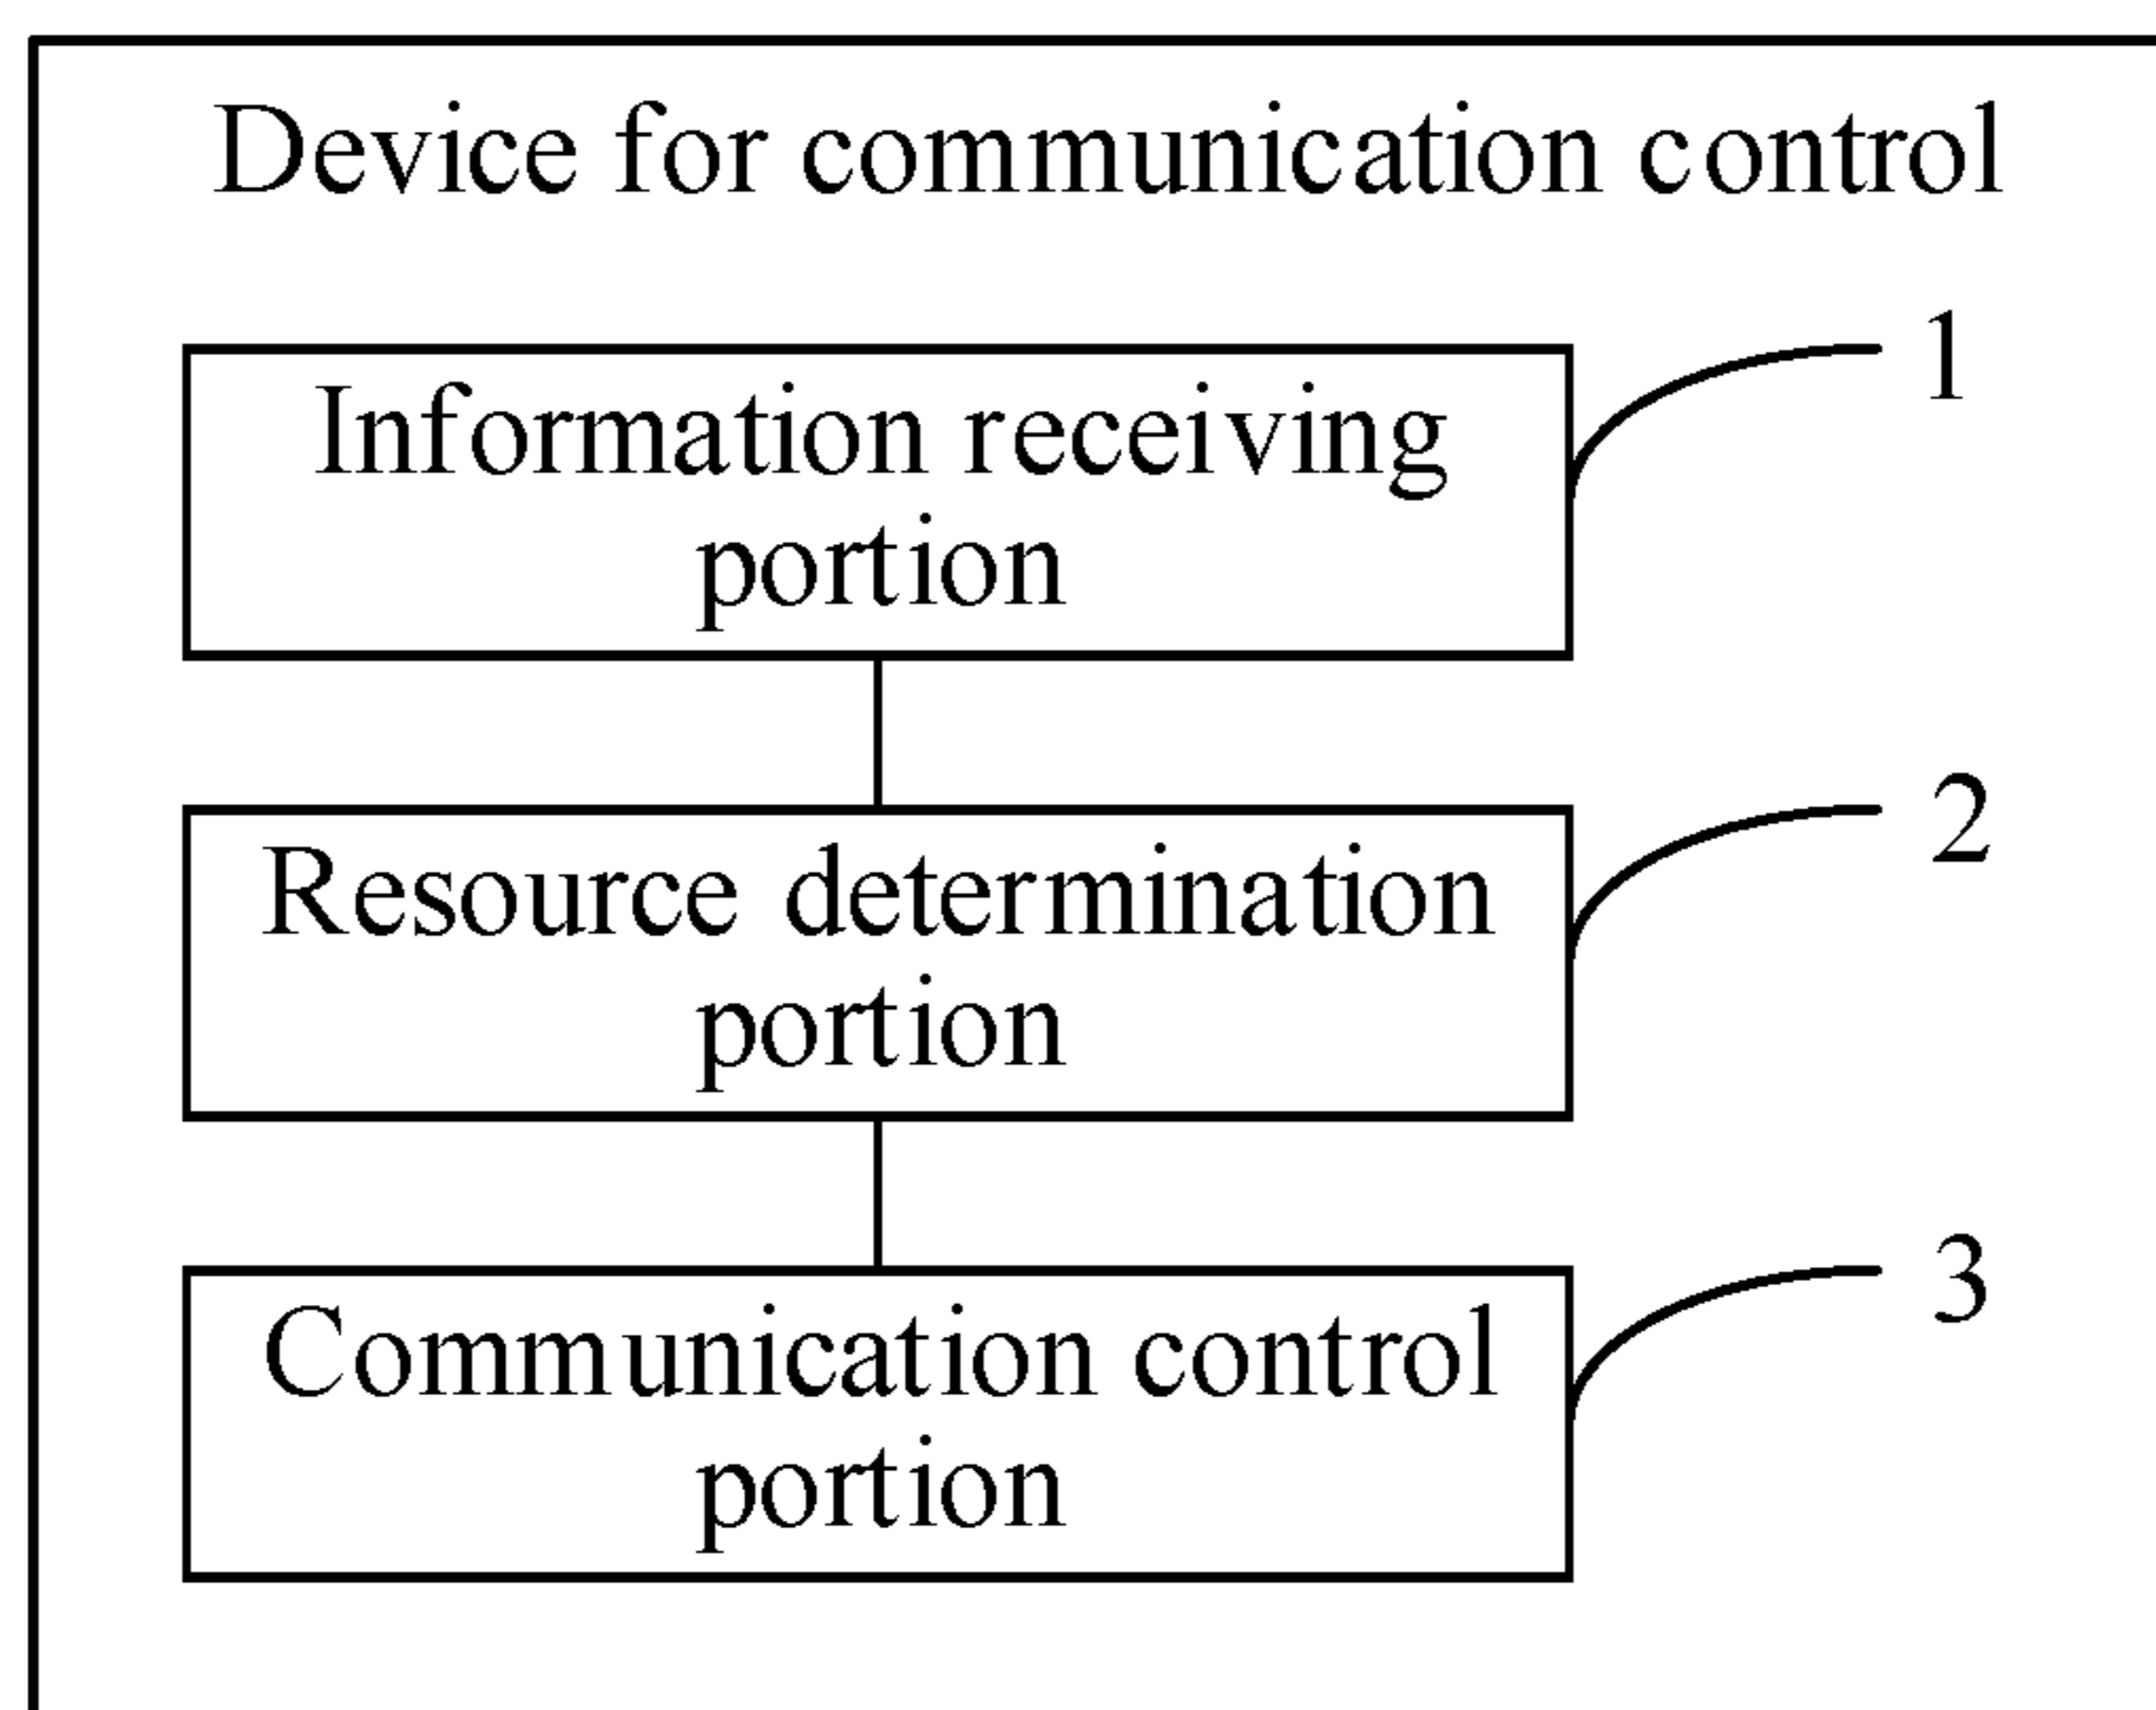 Device for communication control
1
Information receiving
portion
2
Resource determination
portion
3
Communication control
portion